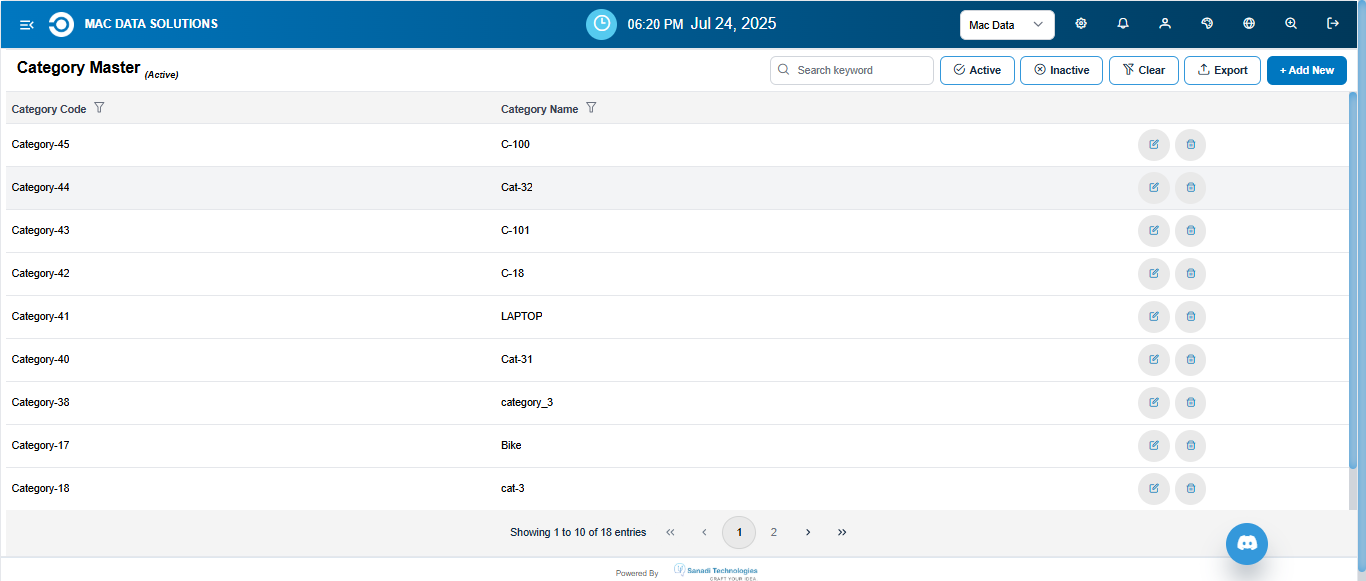 MAC DATA SOLUTIONS 06:20 PM Jul 24, 2025 Mac Data
Category Master (Active) Search keyword Active Inactive Clear Export + Add New
Category Code Category Name
Category-45 C-100
Category-44 Cat-32
Category-43 C-101
Category-42 C-18
Category-41 LAPTOP
Category-40 Cat-31
Category-38 category_3
Category-17 Bike
Category-18 cat-3
Showing 1 to 10 of 18 entries « ‹ 1 2 › »
Powered By Sanadi Technologies
CRAFT YOUR IDEA